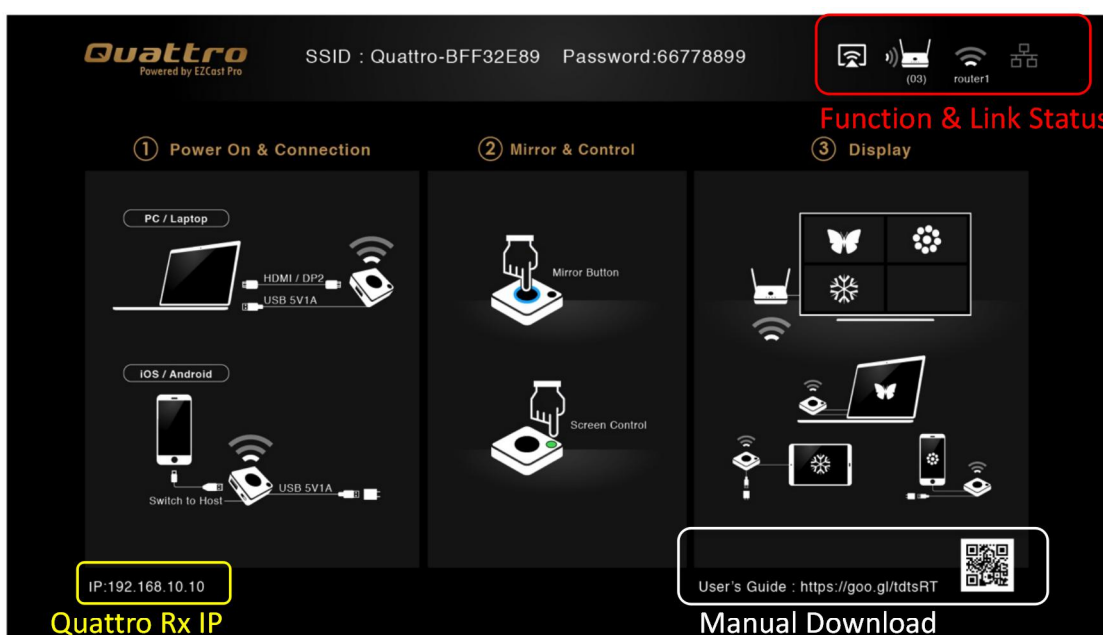 Quattro
Powered by EZCast Pro
SSID : Quattro-BFF32E89 Password:66778899
(03)
router1
Function & Link Status
1 Power On & Connection
2 Mirror & Control
3 Display
PC / Laptop
HDMI / DP2
USB 5V1A
Mirror Button
iOS / Android
Switch to Host
USB 5V1A
Screen Control
IP:192.168.10.10
Quattro Rx IP
User's Guide : https://goo.gl/tdtsRT
Manual Download